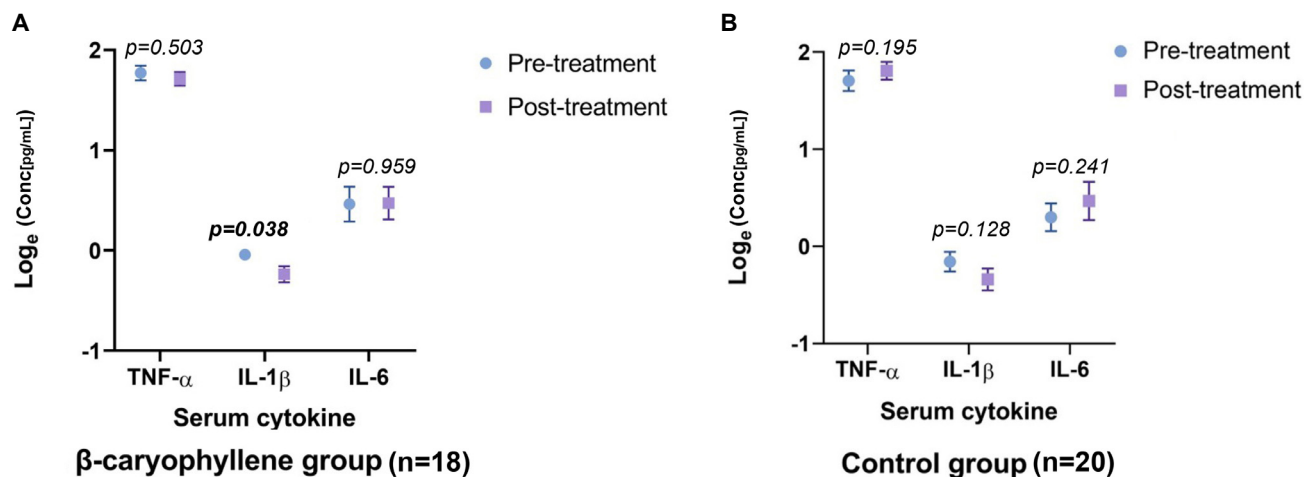 A
2
1
0
-1
Logₑ (Conc[pg/mL])
p=0.503
p=0.038
p=0.959
Pre-treatment
Post-treatment
TNF-α IL-1β IL-6
Serum cytokine
β-caryophyllene group (n=18)
B
2
1
0
-1
Logₑ (Conc[pg/mL])
p=0.195
p=0.128
p=0.241
Pre-treatment
Post-treatment
TNF-α IL-1β IL-6
Serum cytokine
Control group (n=20)